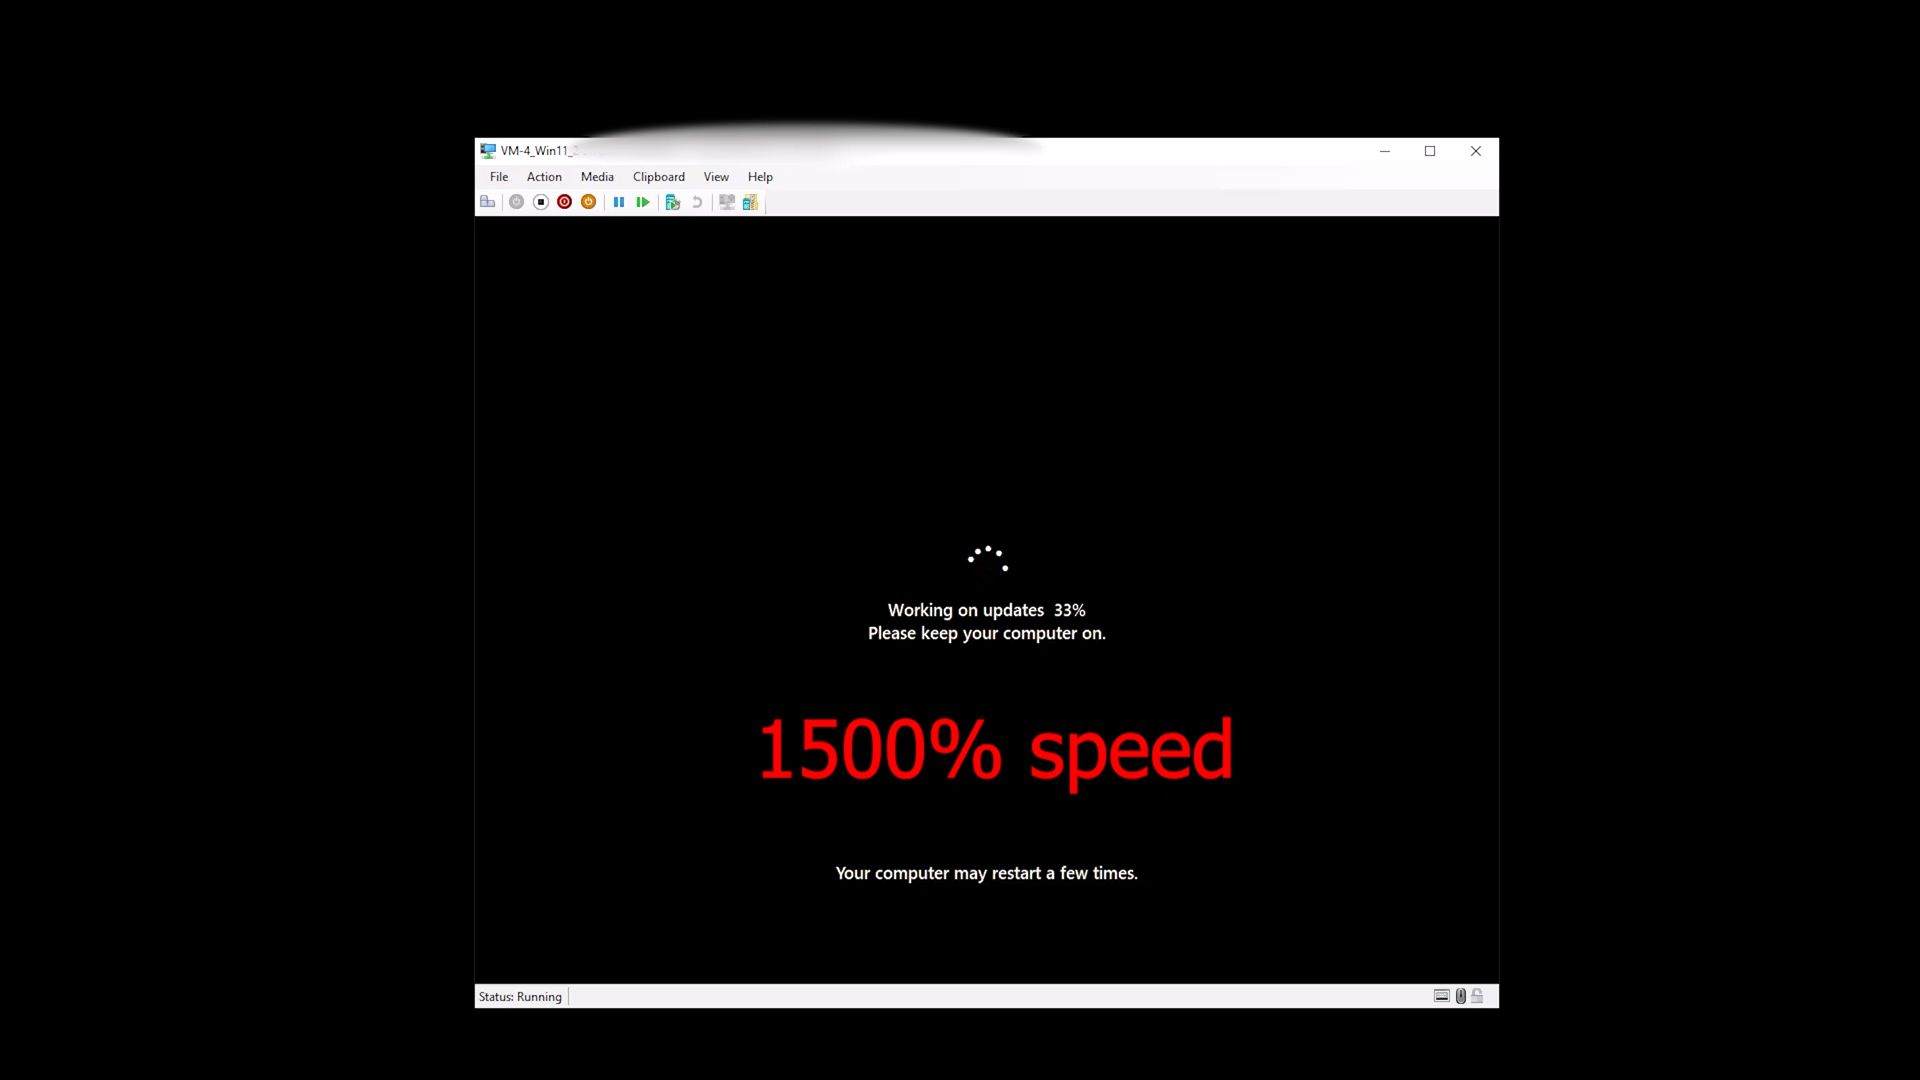 VM-4_Win11_
File Action Media Clipboard View Help
Working on updates 33%
Please keep your computer on.
1500% speed
Your computer may restart a few times.
Status: Running